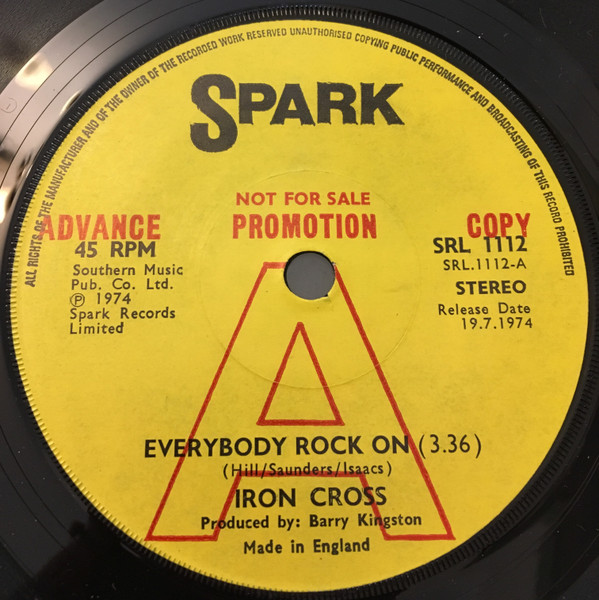 ALL RIGHTS OF THE MANUFACTURER AND OF THE OWNER OF THE RECORDED WORK RESERVED UNAUTHORISED COPYING PUBLIC PERFORMANCE AND BROADCASTING OF THIS RECORD PROHIBITED
SPARK
NOT FOR SALE
ADVANCE PROMOTION COPY
45 RPM
Southern Music
Pub. Co. Ltd.
Ⓟ 1974
Spark Records
Limited
SRL 1112
SRL.1112-A
STEREO
Release Date
19.7.1974
A
EVERYBODY ROCK ON (3.36)
(Hill/Saunders/Isaacs)
IRON CROSS
Produced by: Barry Kingston
Made in England